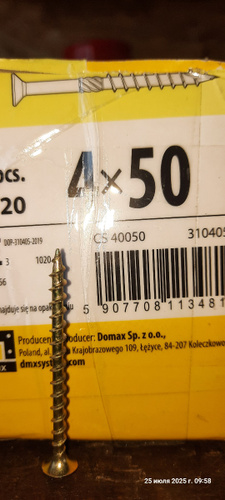 pcs.
20
4×50
DOP-310405-2019
CS 40050
310405
3
1020
66
5 907708 113481
najduje się na opak
Producent/Producer: Domax Sp. z o.o.,
Poland, al. Krajobrazowego 109, Łężyce, 84-207 Koleczkowo
dmxsystem.com
25 июля 2025 г. 09:58